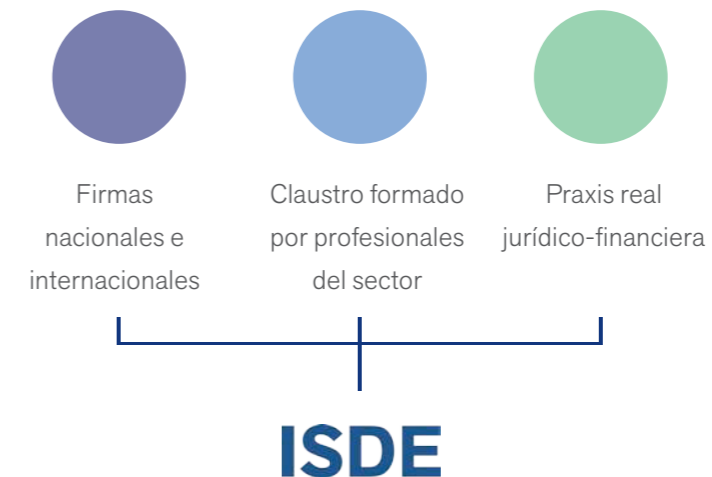 Firmas
nacionales e
internacionales
Claustro formado
por profesionales
del sector
Praxis real
jurídico-financiera
ISDE